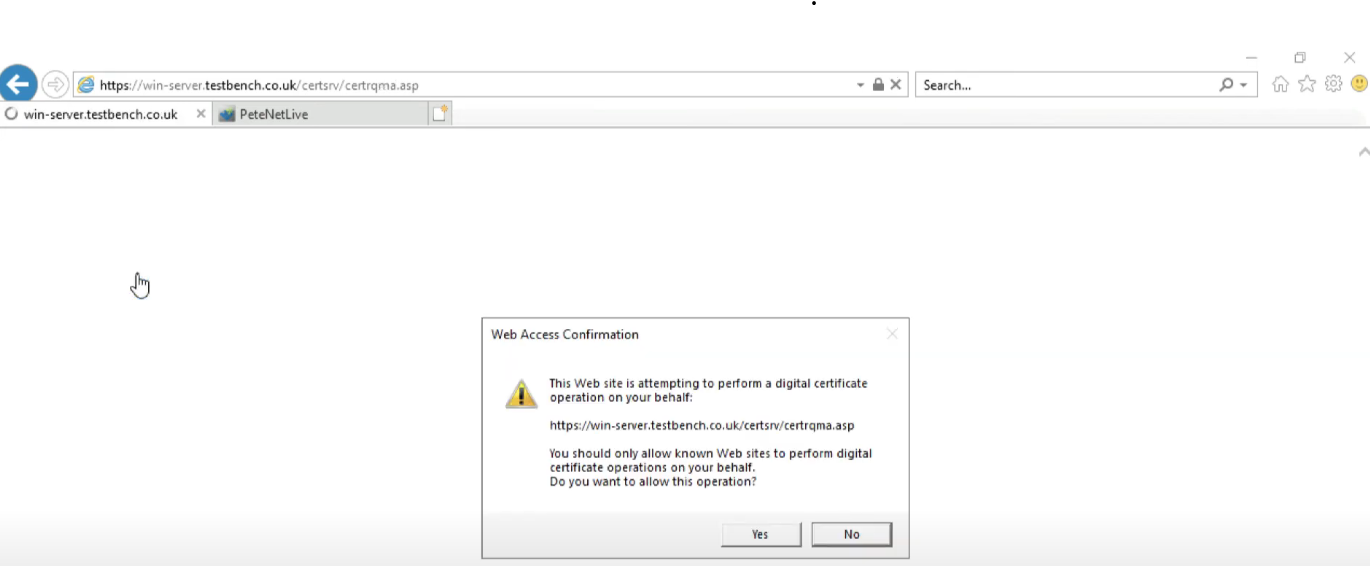 https://win-server.testbench.co.uk/certsrv/certrqma.asp
Search...
win-server.testbench.co.uk
PeteNetLive
Web Access Confirmation
This Web site is attempting to perform a digital certificate
operation on your behalf:
https://win-server.testbench.co.uk/certsrv/certrqma.asp
You should only allow known Web sites to perform digital
certificate operations on your behalf.
Do you want to allow this operation?
Yes
No